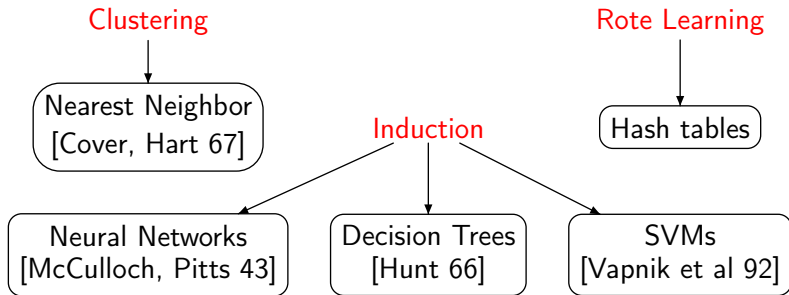 Clustering
Rote Learning
Nearest Neighbor
[Cover, Hart 67]
Induction
Hash tables
Neural Networks
[McCulloch, Pitts 43]
Decision Trees
[Hunt 66]
SVMs
[Vapnik et al 92]